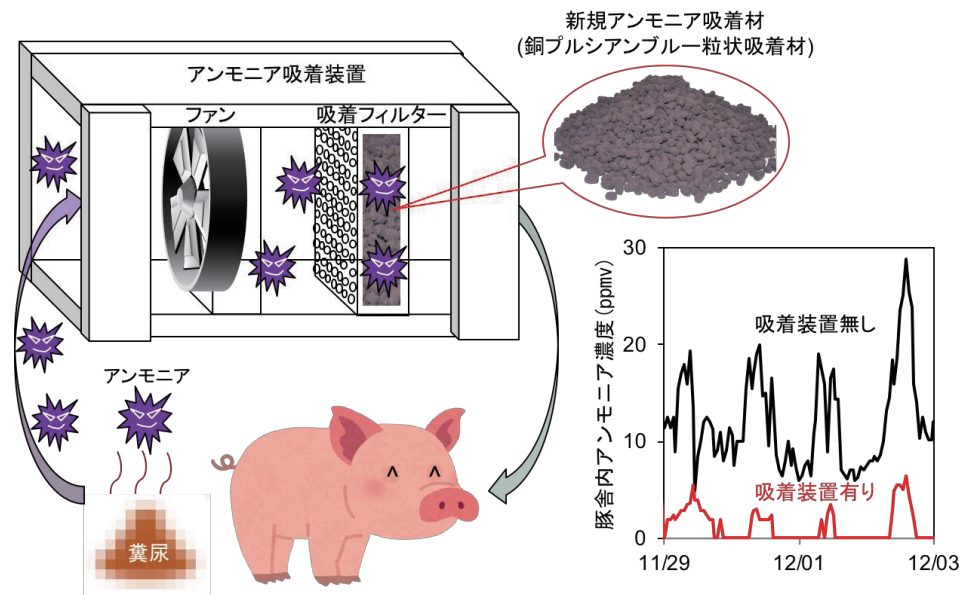 新規アンモニア吸着材
(銅プルシアンブルー粒状吸着材)
アンモニア吸着装置
ファン
吸着フィルター
アンモニア
糞尿
豚舎内アンモニア濃度(ppmv)
30
20
10
0
吸着装置無し
吸着装置有り
11/29
12/01
12/03